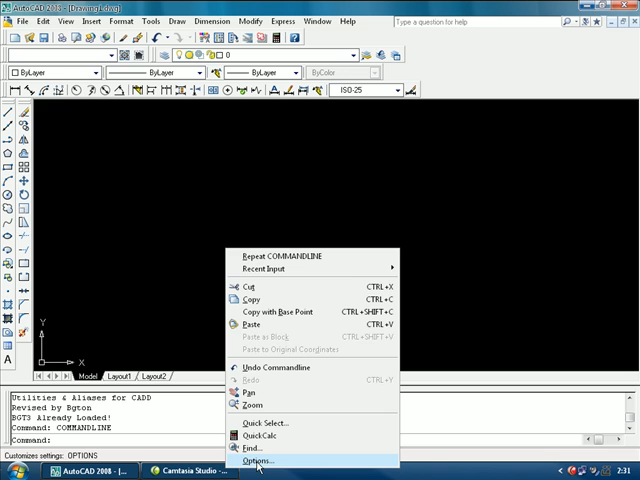 AutoCAD 2008 - [Drawing1.dwg]
File Edit View Insert Format Tools Dimension Modify Express Window Help
Type a question for help
0
ByLayer
ByLayer
ByLayer
ByColor
ISO-25
Repeat COMMANDLINE
Recent Input
Cut CTRL+X
Copy CTRL+C
Copy with Base Point CTRL+SHIFT+C
Paste CTRL+V
Paste as Block CTRL+SHIFT+V
Paste to Original Coordinates
Undo Commandline
Redo CTRL+Y
Pan
Zoom
Quick Select...
QuickCalc
Find...
Options...
Y
X
Model Layout1 Layout2
Utilities & Aliases for CADD
Revised by Bgton
BGT3 Already Loaded!
Command: COMMANDLINE
Command:
Customizes settings: OPTIONS
AutoCAD 2008 - [...
Camtasia Studio - ...
2:31